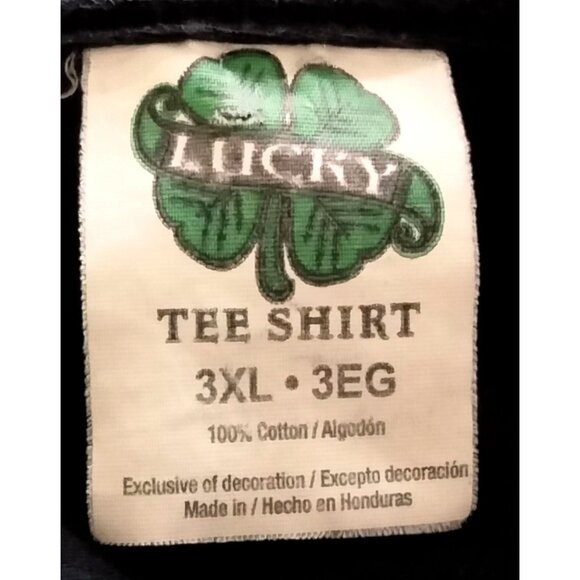 LUCKY
TEE SHIRT
3XL • 3EG
100% Cotton / Algodón
Exclusive of decoration / Excepto decoración
Made in / Hecho en Honduras